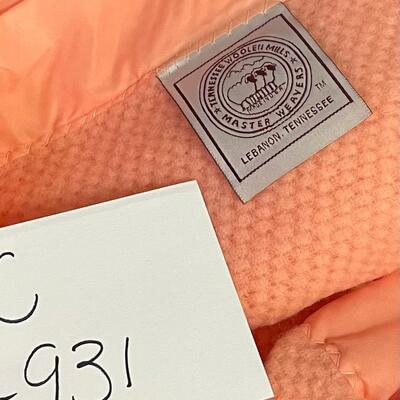 TENNESSEE WOOLEN MILLS
MASTER WEAVERS
TM
LEBANON, TENNESSEE
C
-931